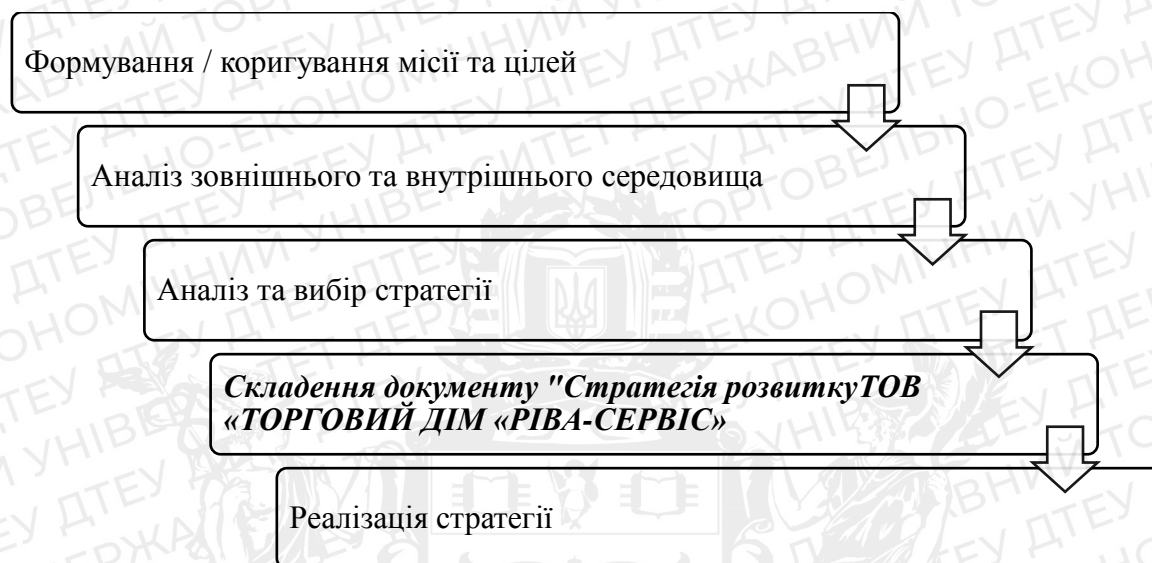 Формування / коригування місії та цілей
Аналіз зовнішнього та внутрішнього середовища
Аналіз та вибір стратегії
Складення документу "Стратегія розвиткуТОВ
«ТОРГОВИЙ ДІМ «РІВА-СЕРВІС»
Реалізація стратегії